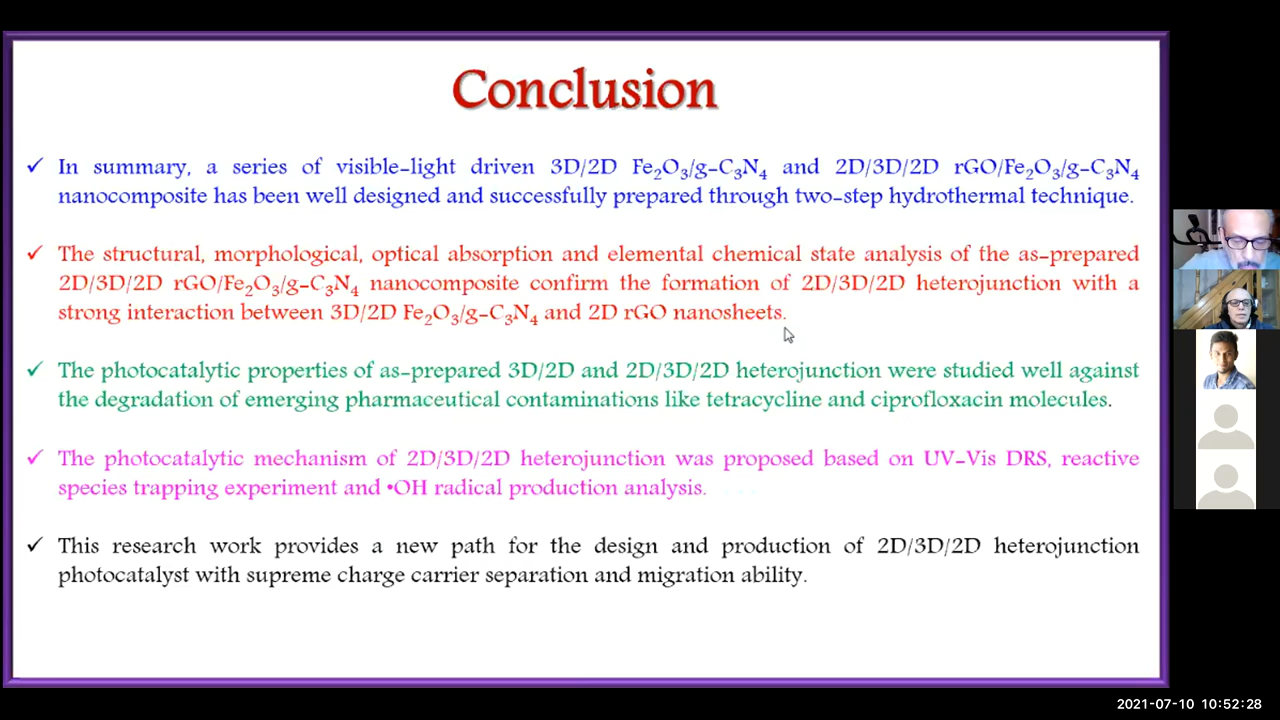 Conclusion
✓ In summary, a series of visible-light driven 3D/2D Fe₂O₃/g-C₃N₄ and 2D/3D/2D rGO/Fe₂O₃/g-C₃N₄
nanocomposite has been well designed and successfully prepared through two-step hydrothermal technique.
✓ The structural, morphological, optical absorption and elemental chemical state analysis of the as-prepared
2D/3D/2D rGO/Fe₂O₃/g-C₃N₄ nanocomposite confirm the formation of 2D/3D/2D heterojunction with a
strong interaction between 3D/2D Fe₂O₃/g-C₃N₄ and 2D rGO nanosheets.
✓ The photocatalytic properties of as-prepared 3D/2D and 2D/3D/2D heterojunction were studied well against
the degradation of emerging pharmaceutical contaminations like tetracycline and ciprofloxacin molecules.
✓ The photocatalytic mechanism of 2D/3D/2D heterojunction was proposed based on UV-Vis DRS, reactive
species trapping experiment and •OH radical production analysis.
✓ This research work provides a new path for the design and production of 2D/3D/2D heterojunction
photocatalyst with supreme charge carrier separation and migration ability.
2021-07-10 10:52:28